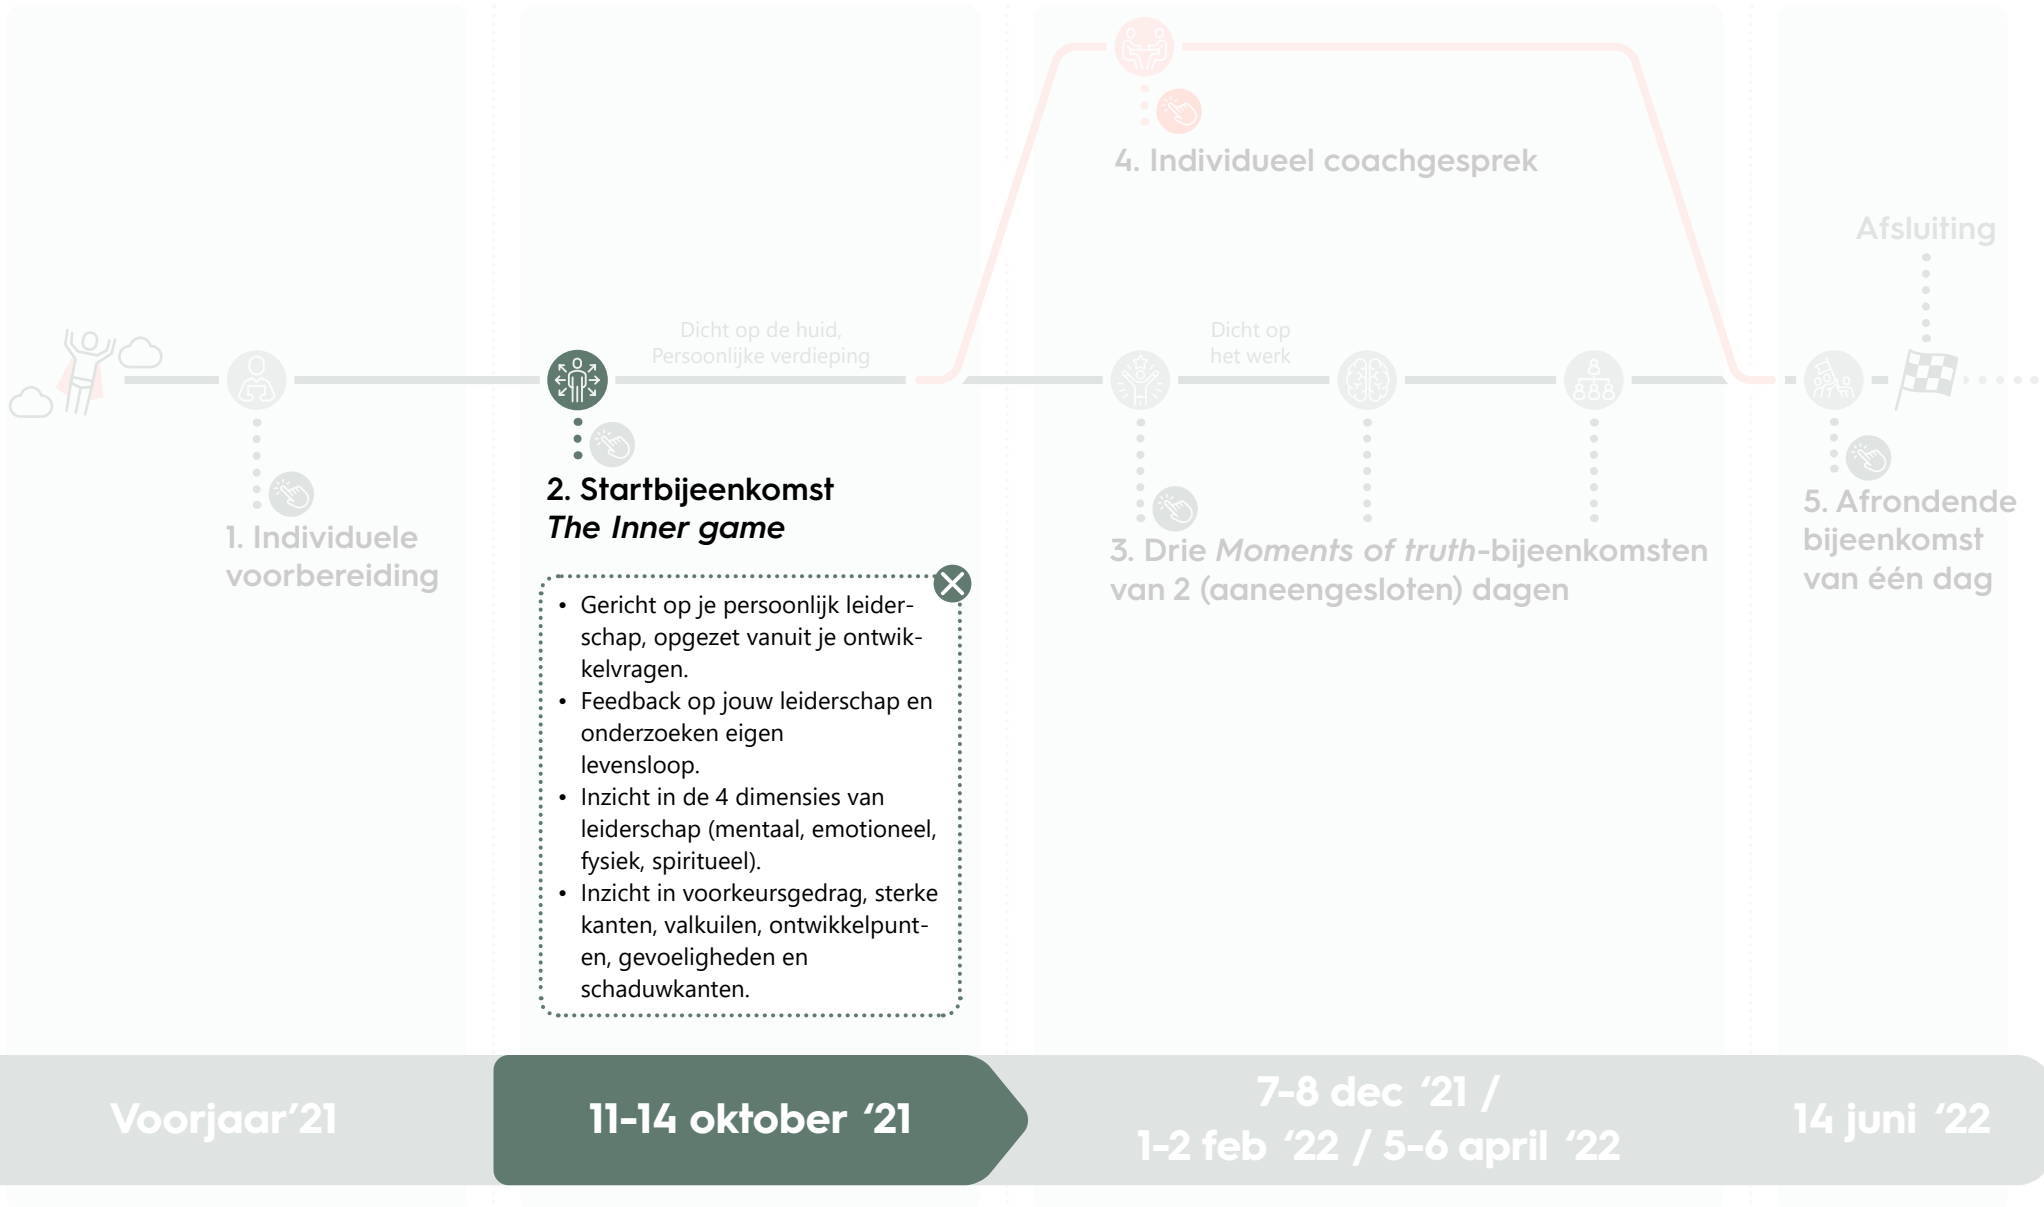 4. Individueel coachgesprek
Afsluiting
Dicht op de huid,
Persoonlijke verdieping
Dicht op
het werk
1. Individuele
voorbereiding
2. Startbijeenkomst
The Inner game
• Gericht op je persoonlijk leider-
schap, opgezet vanuit je ontwik-
kelvragen.
• Feedback op jouw leiderschap en
onderzoeken eigen
levensloop.
• Inzicht in de 4 dimensies van
leiderschap (mentaal, emotioneel,
fysiek, spiritueel).
• Inzicht in voorkeursgedrag, sterke
kanten, valkuilen, ontwikkelpunt-
en, gevoeligheden en
schaduwkanten.
3. Drie Moments of truth-bijeenkomsten
van 2 (aaneengesloten) dagen
5. Afrondende
bijeenkomst
van één dag
Voorjaar’21
11-14 oktober ‘21
7-8 dec ‘21 /
1-2 feb ‘22 / 5-6 april ‘22
14 juni ‘22